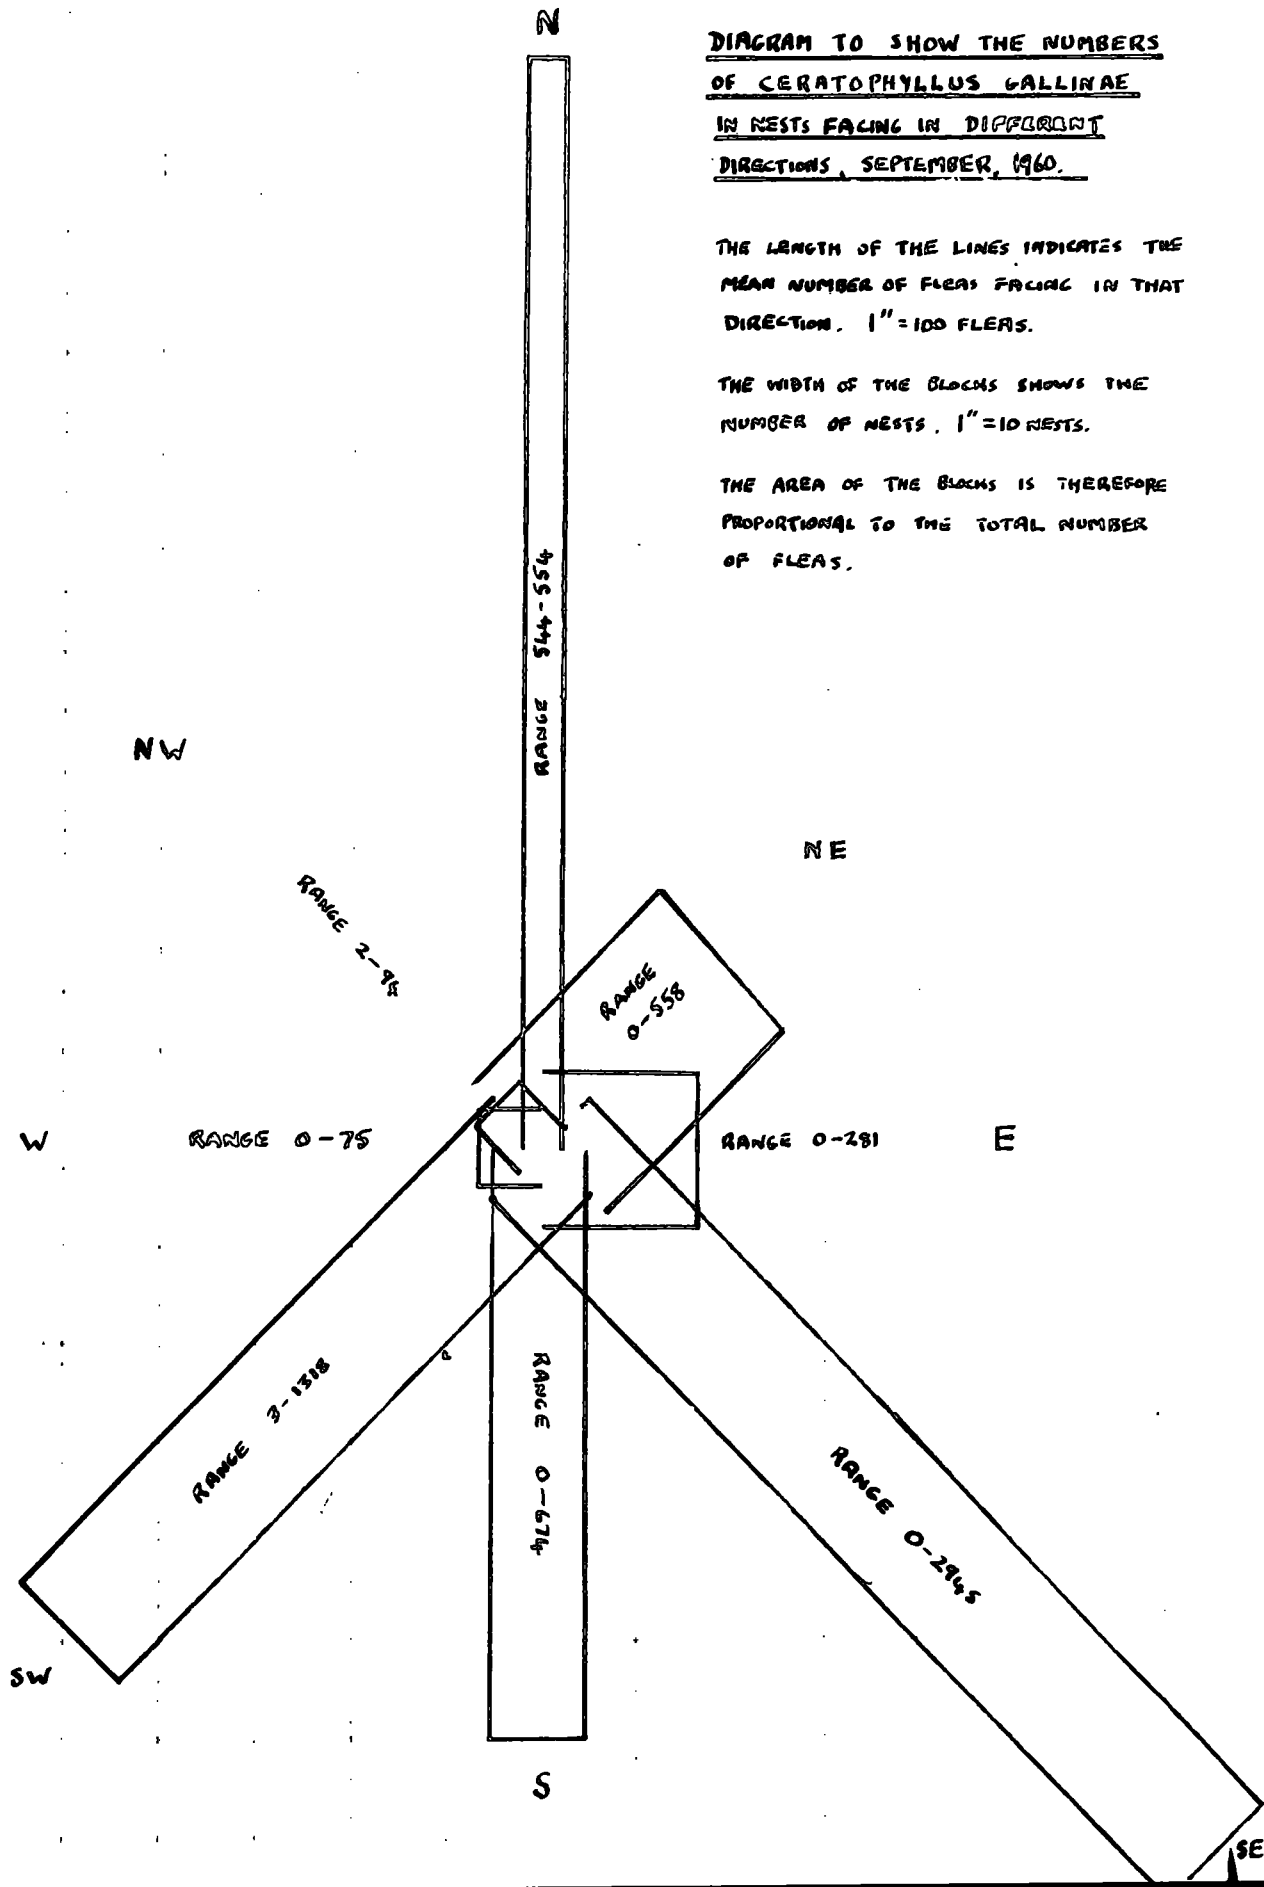 N
DIAGRAM TO SHOW THE NUMBERS
OF CERATOPHYLLUS GALLINAE
IN NESTS FACING IN DIFFERENT
DIRECTIONS, SEPTEMBER, 1960.
THE LENGTH OF THE LINES INDICATES THE
MEAN NUMBER OF FLEAS FACING IN THAT
DIRECTION. 1" = 100 FLEAS.
THE WIDTH OF THE BLOCKS SHOWS THE
NUMBER OF NESTS. 1" = 10 NESTS.
THE AREA OF THE BLOCKS IS THEREFORE
PROPORTIONAL TO THE TOTAL NUMBER
OF FLEAS.
RANGE 544-554
NW
NE
RANGE 2-94
RANGE
0-558
W
RANGE 0-75
RANGE 0-281
E
RANGE 3-1318
RANGE 0-674
RANGE 0-2945
SW
S
SE